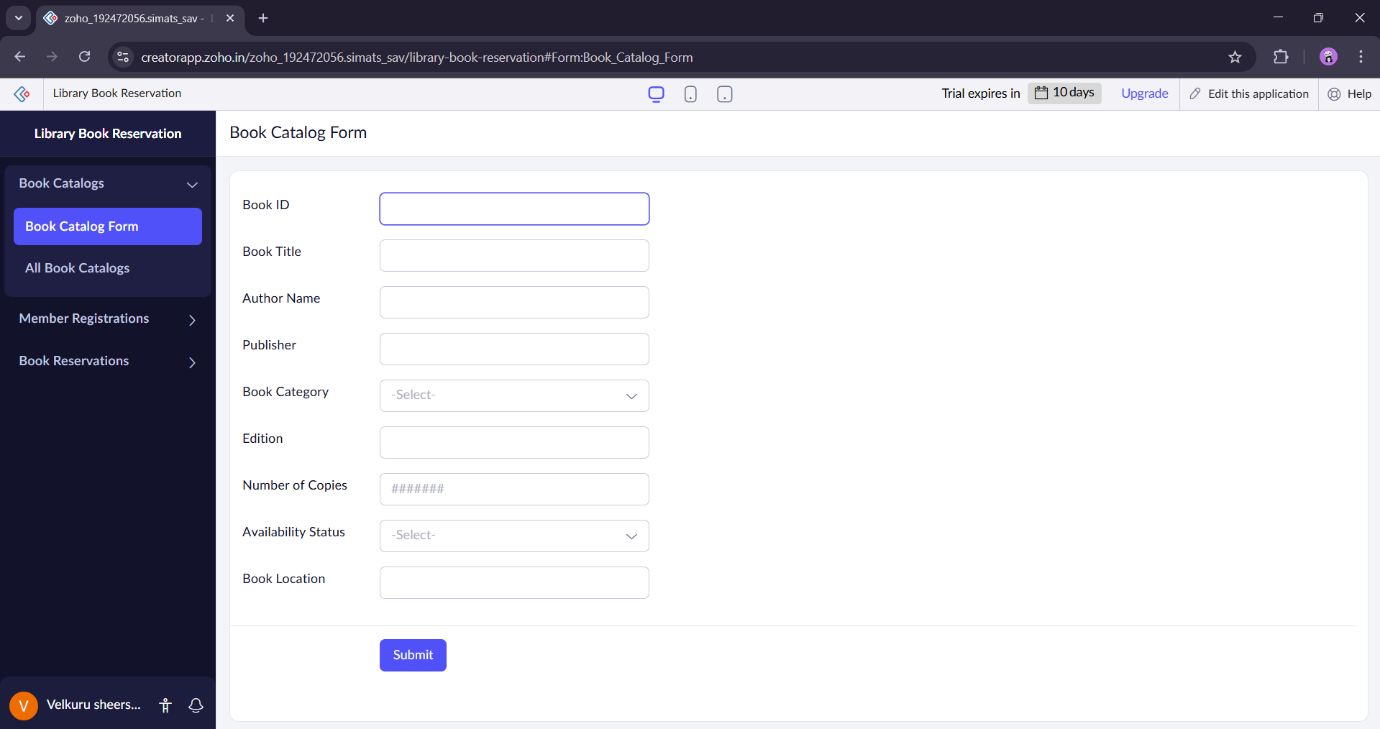 zoho_192472056.simats_sav -
creatorapp.zoho.in/zoho_192472056.simats_sav/library-book-reservation#Form:Book_Catalog_Form
Library Book Reservation
Trial expires in 10 days Upgrade Edit this application Help
Library Book Reservation
Book Catalogs
Book Catalog Form
All Book Catalogs
Member Registrations
Book Reservations
Velkuru sheers...
V
Book Catalog Form
Book ID
Book Title
Author Name
Publisher
Book Category -Select-
Edition
Number of Copies #######
Availability Status -Select-
Book Location
Submit